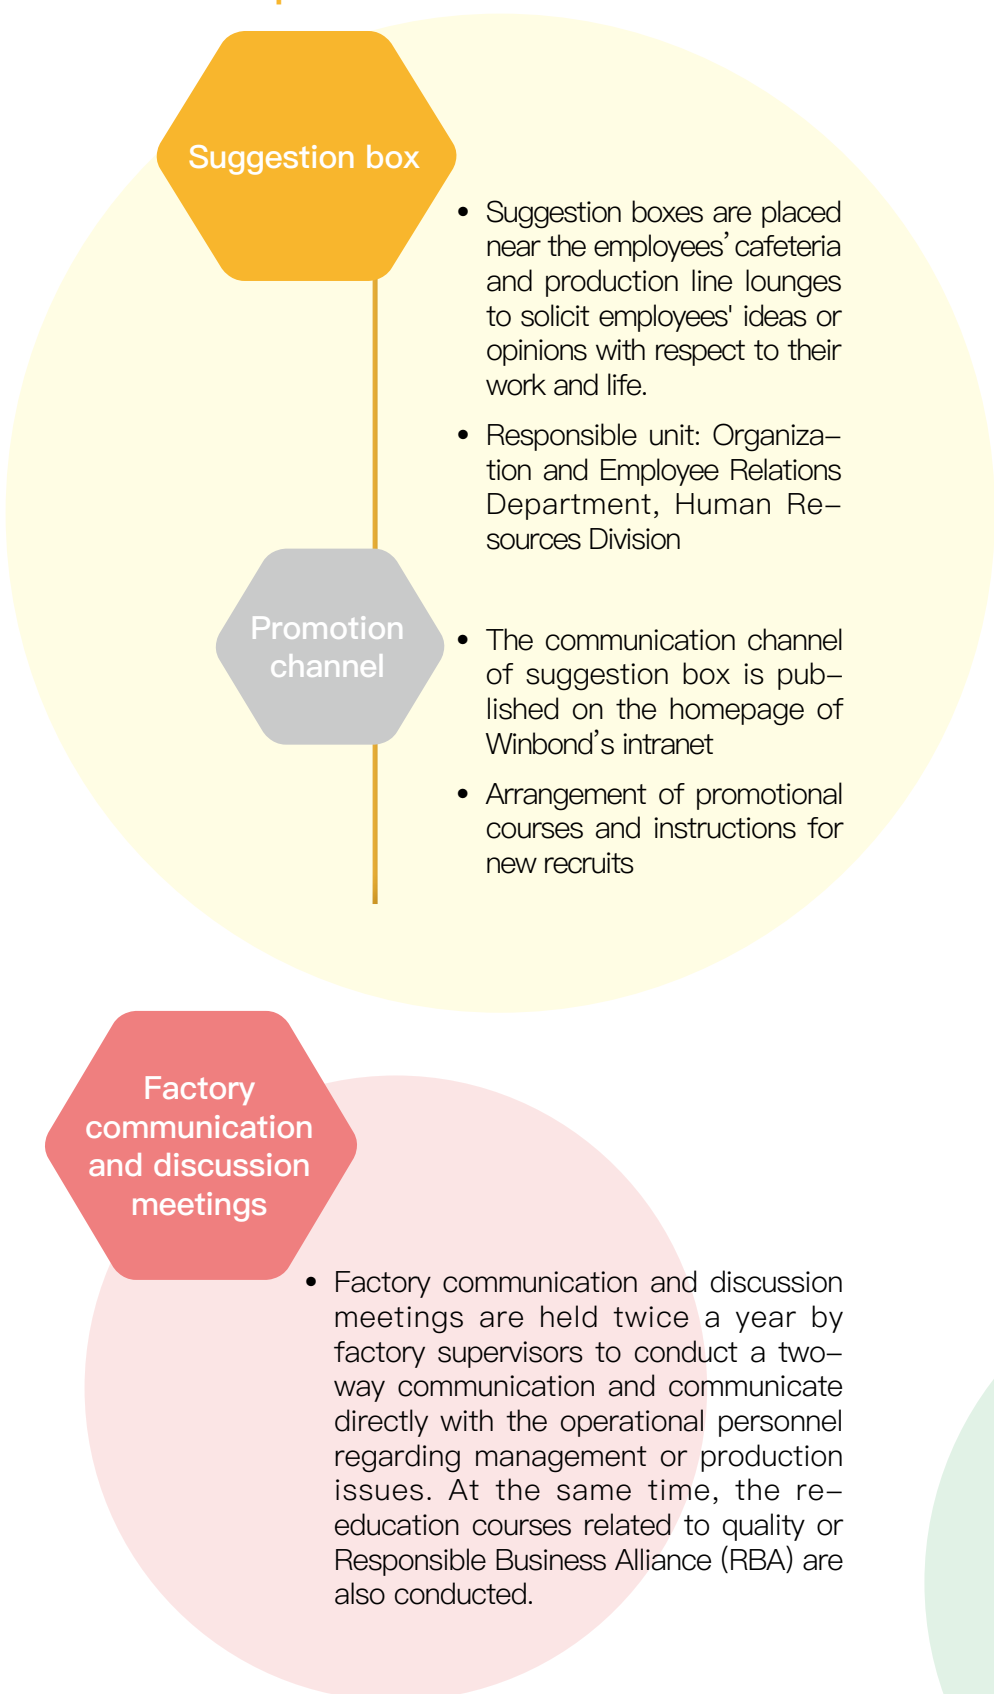 Suggestion box
• Suggestion boxes are placed
near the employees’ cafeteria
and production line lounges
to solicit employees' ideas or
opinions with respect to their
work and life.
• Responsible unit: Organiza–
tion and Employee Relations
Department, Human Re–
sources Division
Promotion
channel
• The communication channel
of suggestion box is pub–
lished on the homepage of
Winbond’s intranet
• Arrangement of promotional
courses and instructions for
new recruits
Factory
communication
and discussion
meetings
• Factory communication and discussion
meetings are held twice a year by
factory supervisors to conduct a two–
way communication and communicate
directly with the operational personnel
regarding management or production
issues. At the same time, the re–
education courses related to quality or
Responsible Business Alliance (RBA) are
also conducted.